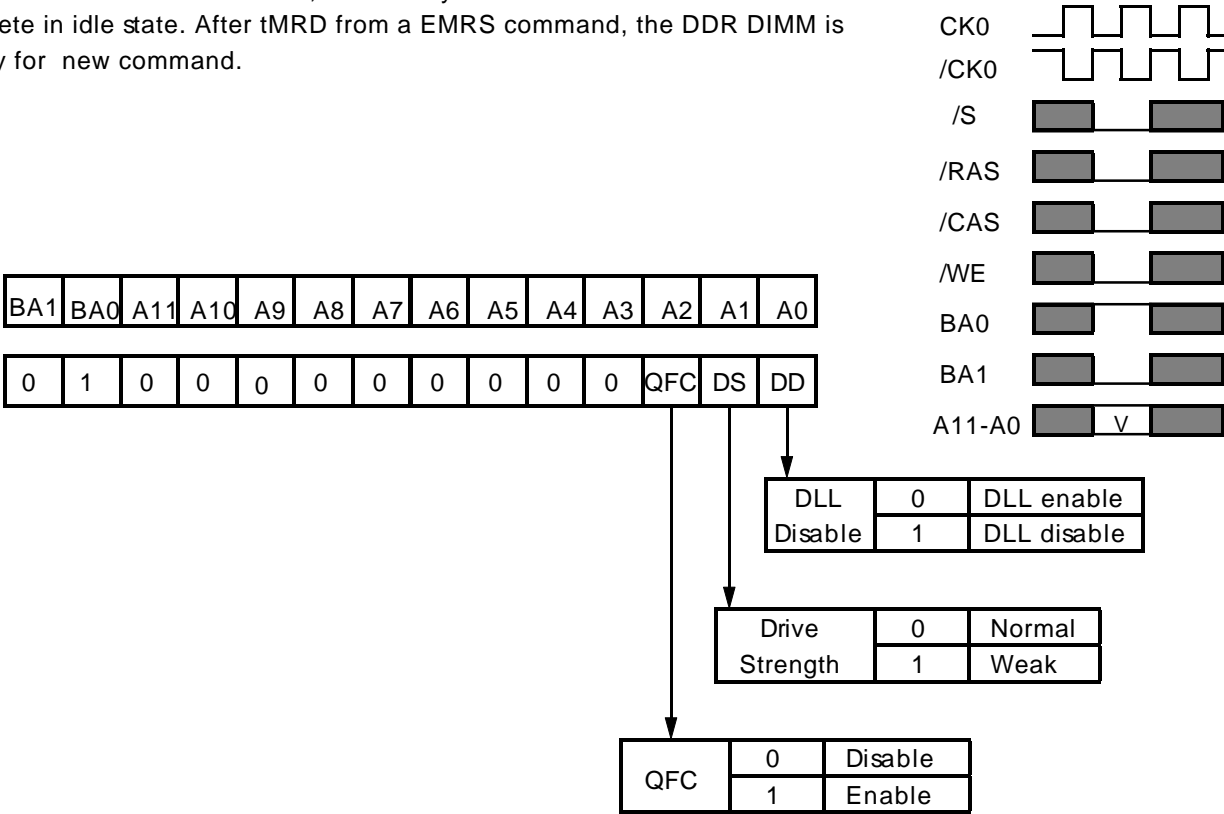 ete in idle state. After tMRD from a EMRS command, the DDR DIMM is
for new command.
CK0
/CK0
/S
/RAS
/CAS
/WE
BA0
BA1
A11-A0 V
BA1 BA0 A11 A10 A9 A8 A7 A6 A5 A4 A3 A2 A1 A0
0 1 0 0 0 0 0 0 0 0 0 QFC DS DD
DLL Disable
0 DLL enable
1 DLL disable
Drive Strength
0 Normal
1 Weak
QFC
0 Disable
1 Enable